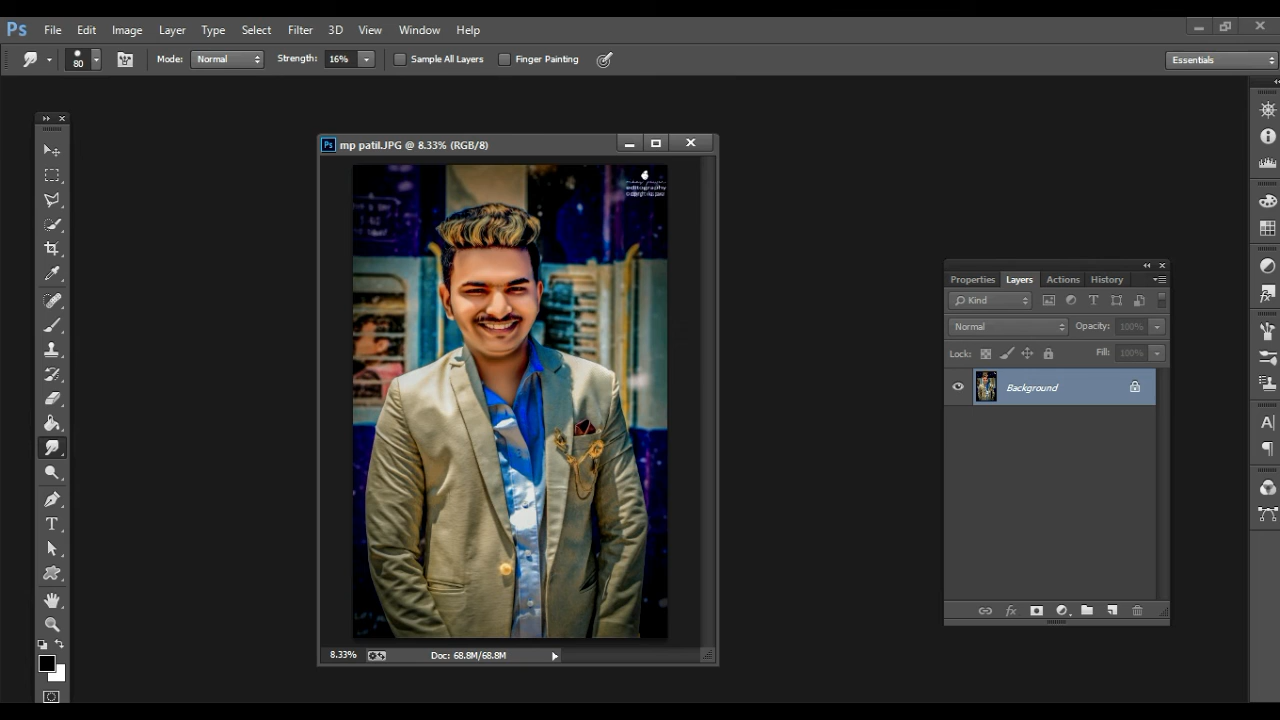 Ps File Edit Image Layer Type Select Filter 3D View Window Help
80 Mode: Normal Strength: 16% Sample All Layers Finger Painting Essentials
Ps mp patil.JPG @ 8.33% (RGB/8)
Properties Layers Actions History
Kind
Normal Opacity: 100%
Lock: Fill: 100%
Background
8.33% Doc: 68.8M/68.8M